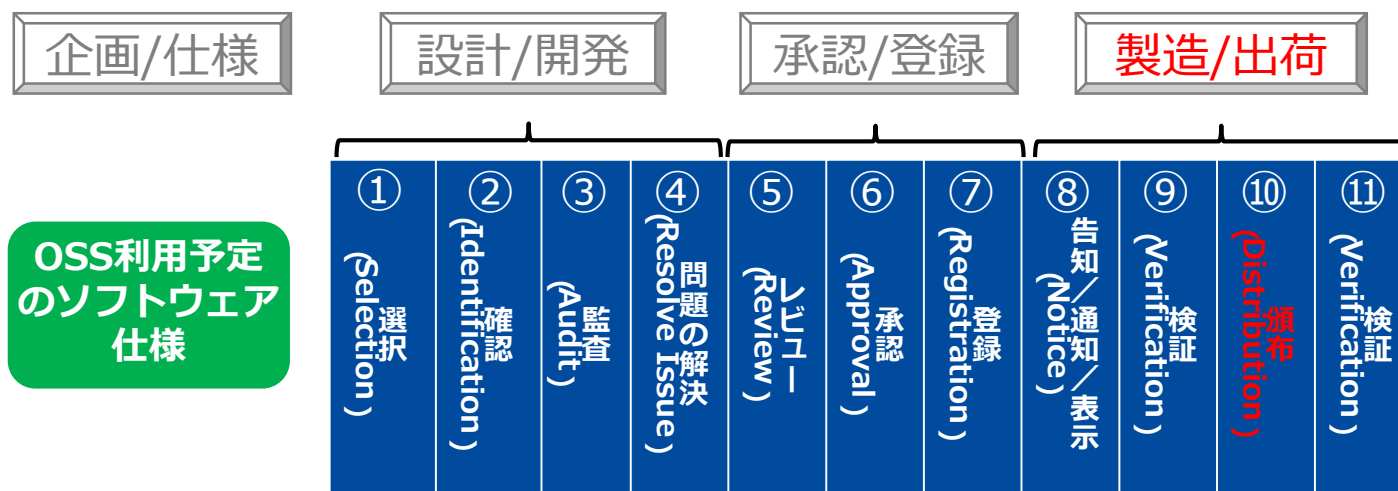 企画/仕様
設計/開発
承認/登録
製造/出荷
OSS利用予定
のソフトウェア
仕様
①
選択
(Selection)
②
確認
(Identification)
③
監査
(Audit)
④
問題の解決
(Resolve Issue)
⑤
レビュー
(Review)
⑥
承認
(Approval)
⑦
登録
(Registration)
⑧
告知/通知/表示
(Notice)
⑨
検証
(Verification)
⑩
頒布
(Distribution)
⑪
検証
(Verification)